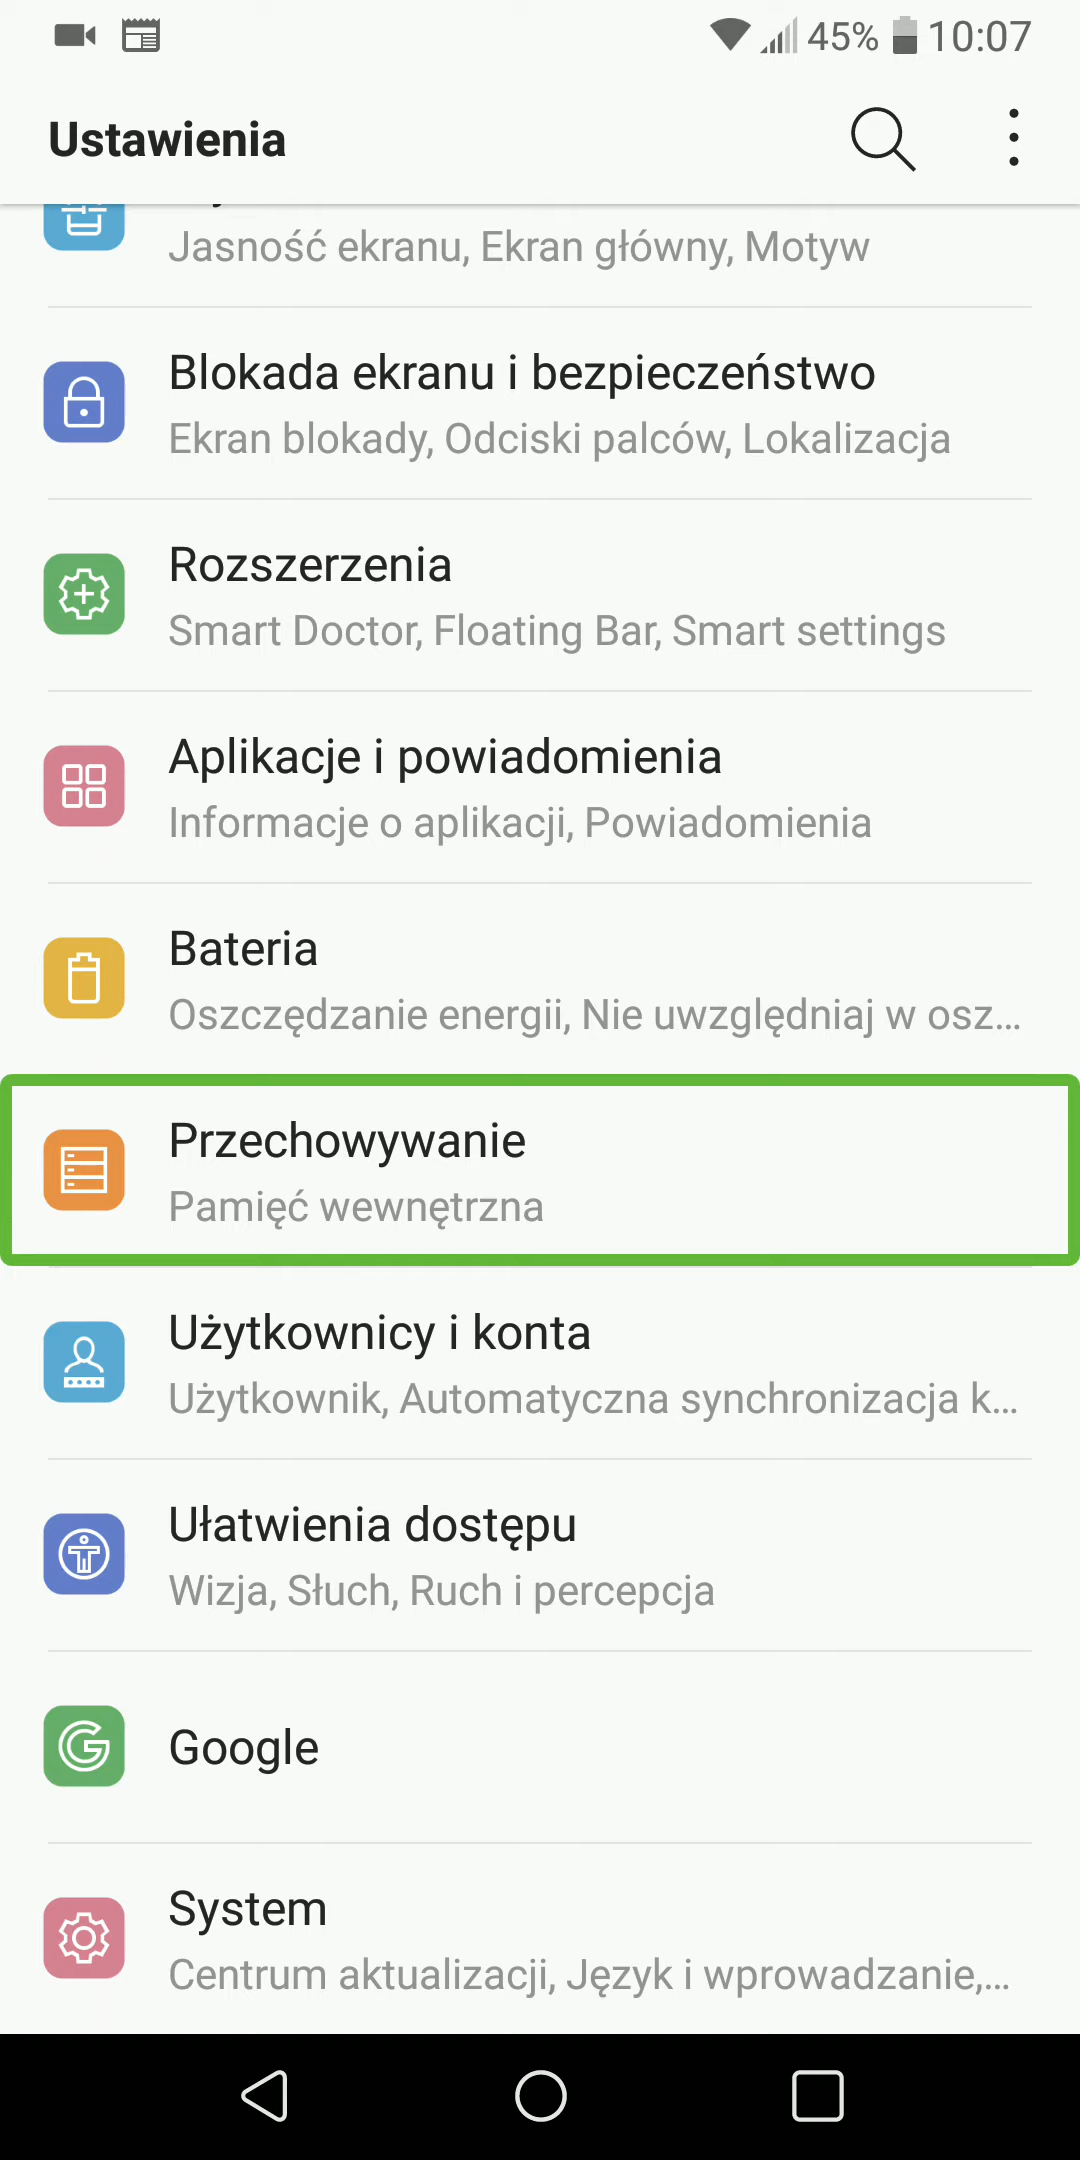 45% 10:07
Ustawienia
Jasność ekranu, Ekran główny, Motyw
Blokada ekranu i bezpieczeństwo
Ekran blokady, Odciski palców, Lokalizacja
Rozszerzenia
Smart Doctor, Floating Bar, Smart settings
Aplikacje i powiadomienia
Informacje o aplikacji, Powiadomienia
Bateria
Oszczędzanie energii, Nie uwzględniaj w osz...
Przechowywanie
Pamięć wewnętrzna
Użytkownicy i konta
Użytkownik, Automatyczna synchronizacja k...
Ułatwienia dostępu
Wizja, Słuch, Ruch i percepcja
Google
System
Centrum aktualizacji, Język i wprowadzanie,...